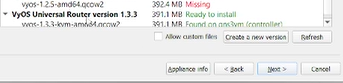 vyos-1.2.5-amd64.qcow2 392.4 MB Missing
VyOS Universal Router version 1.3.3 391.1 MB Ready to install
vyos-1.3.3-kvm-amd64.qcow2 391.1 MB Found on gns3vm (controller)
Allow custom files Create a new version Refresh
Appliance info < Back Next > Cancel